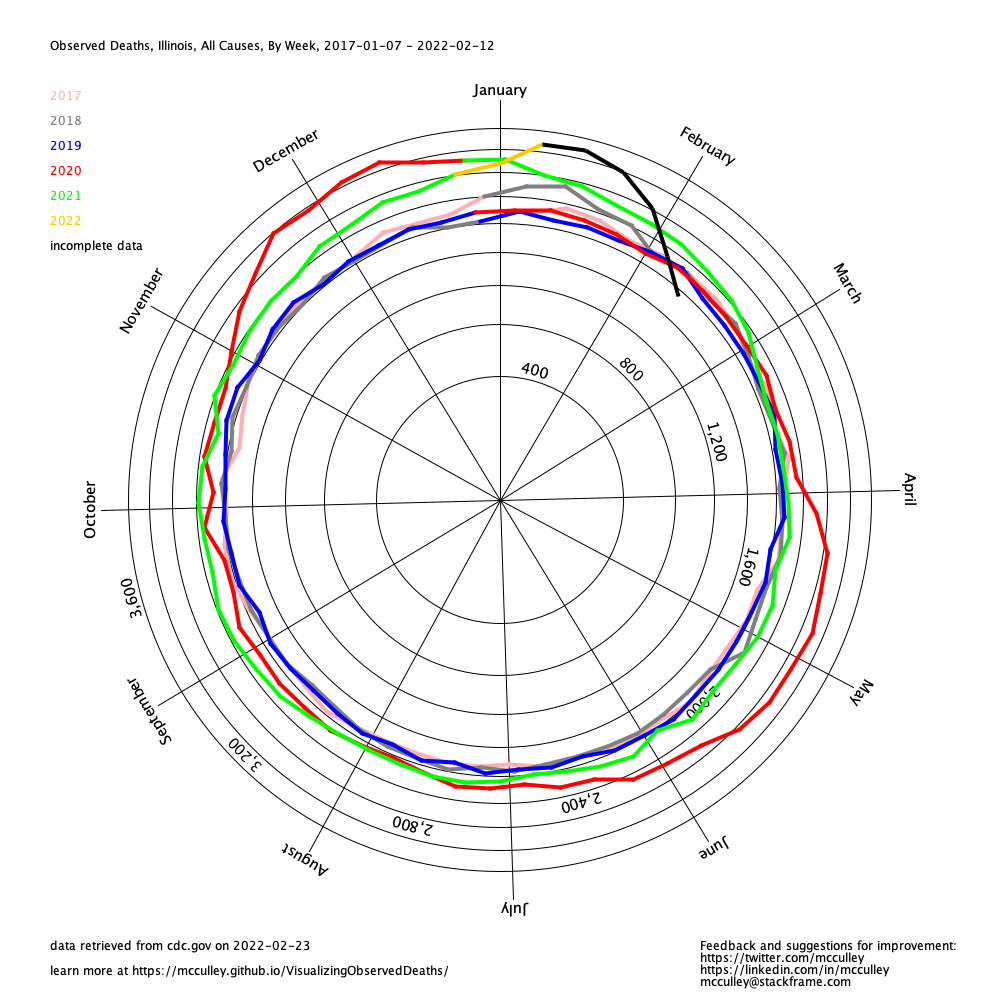 Observed Deaths, Illinois, All Causes, By Week, 2017-01-07 - 2022-02-12
January
2017
2018
2019
2020
2021
2022
incomplete data
December
February
November
March
400
800
1,200
October
April
1,600
3,600
2,000
May
September
3,200
2,400
2,800
June
August
July
data retrieved from cdc.gov on 2022-02-23
learn more at https://mcculley.github.io/VisualizingObservedDeaths/
Feedback and suggestions for improvement:
https://twitter.com/mcculley
https://linkedin.com/in/mcculley
mcculley@stackframe.com